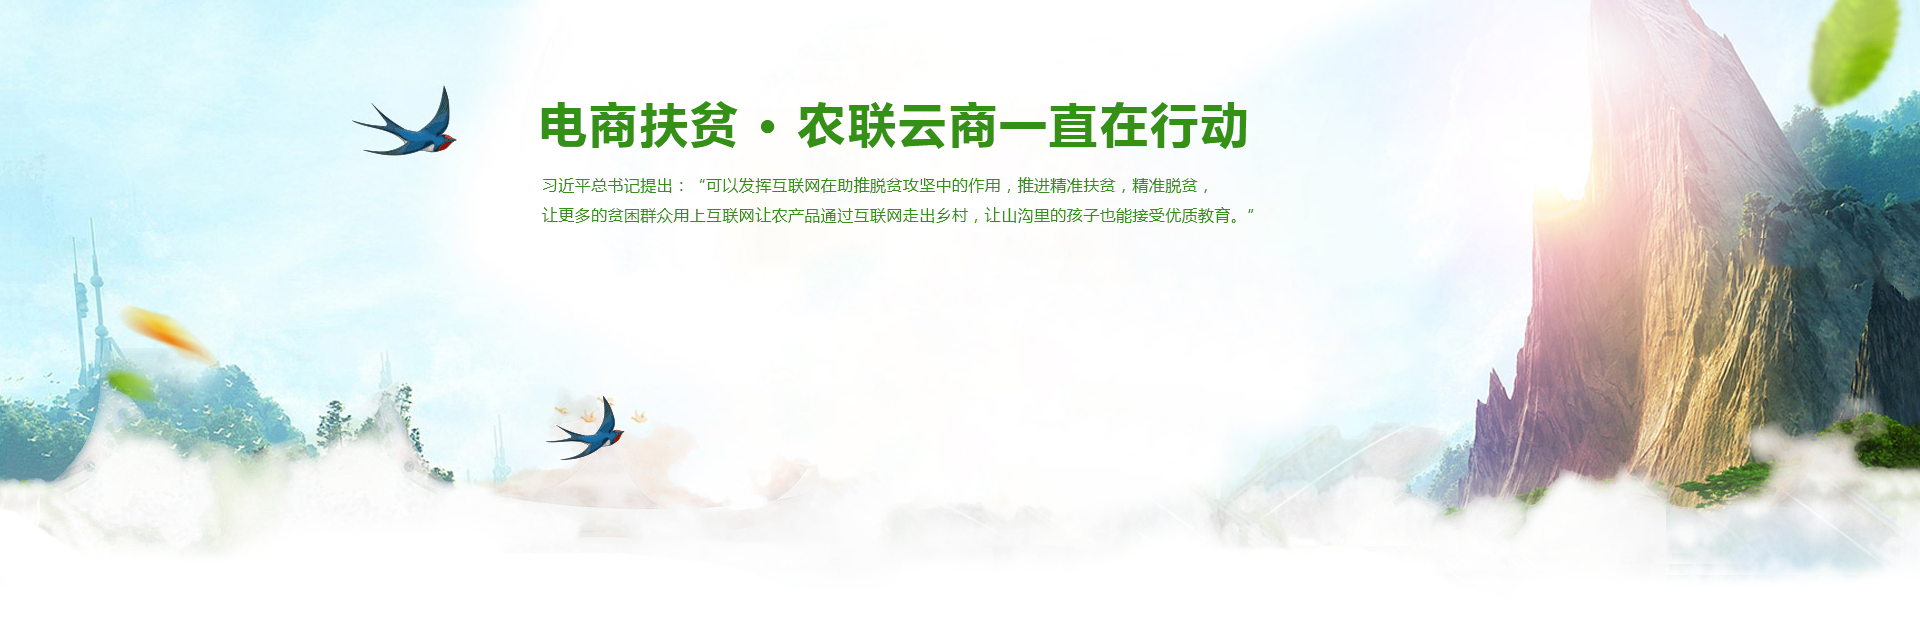 电商扶贫·农联云商一直在行动
习近平总书记提出：“可以发挥互联网在助推脱贫攻坚中的作用，推进精准扶贫，精准脱贫，
让更多的贫困群众用上互联网让农产品通过互联网走出乡村，让山沟里的孩子也能接受优质教育。”